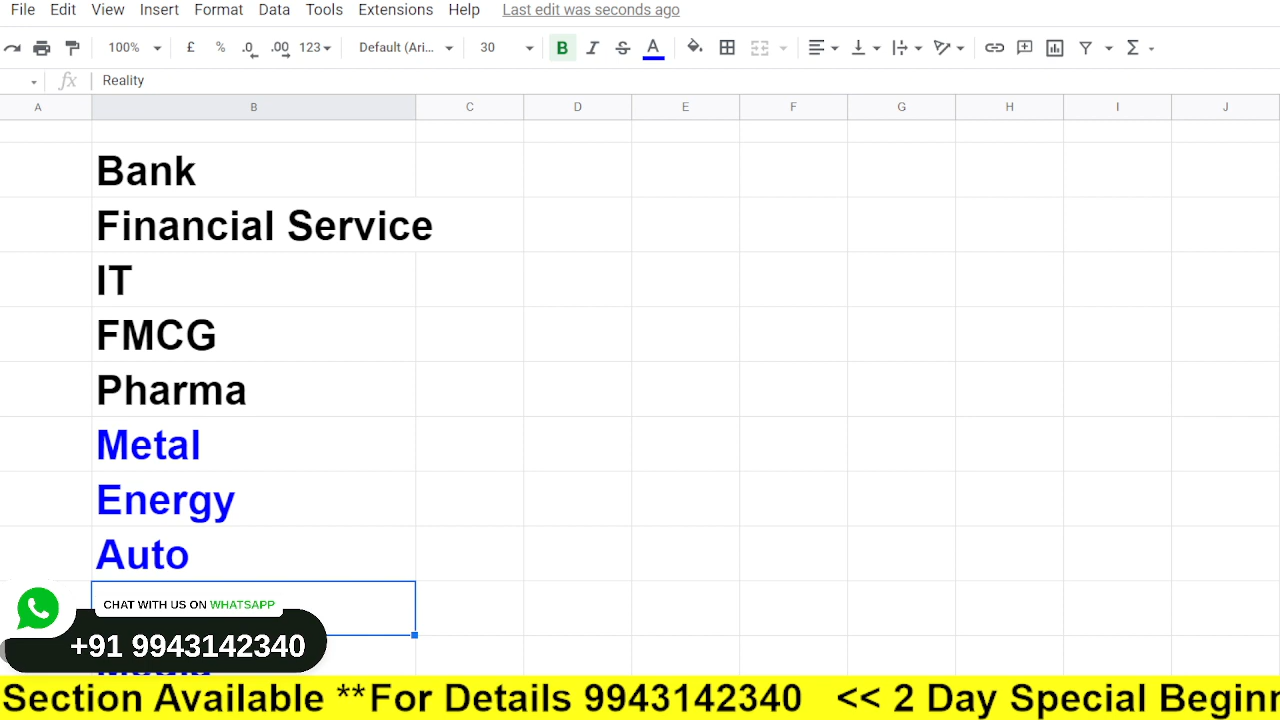 File Edit View Insert Format Data Tools Extensions Help Last edit was seconds ago
100% £ % .0 .00 123 Default (Ari... 30 B I S A Σ
fx Reality
A B C D E F G H I J
Bank
Financial Service
IT
FMCG
Pharma
Metal
Energy
Auto
CHAT WITH US ON WHATSAPP
+91 9943142340
Section Available **For Details 9943142340 << 2 Day Special Beginn